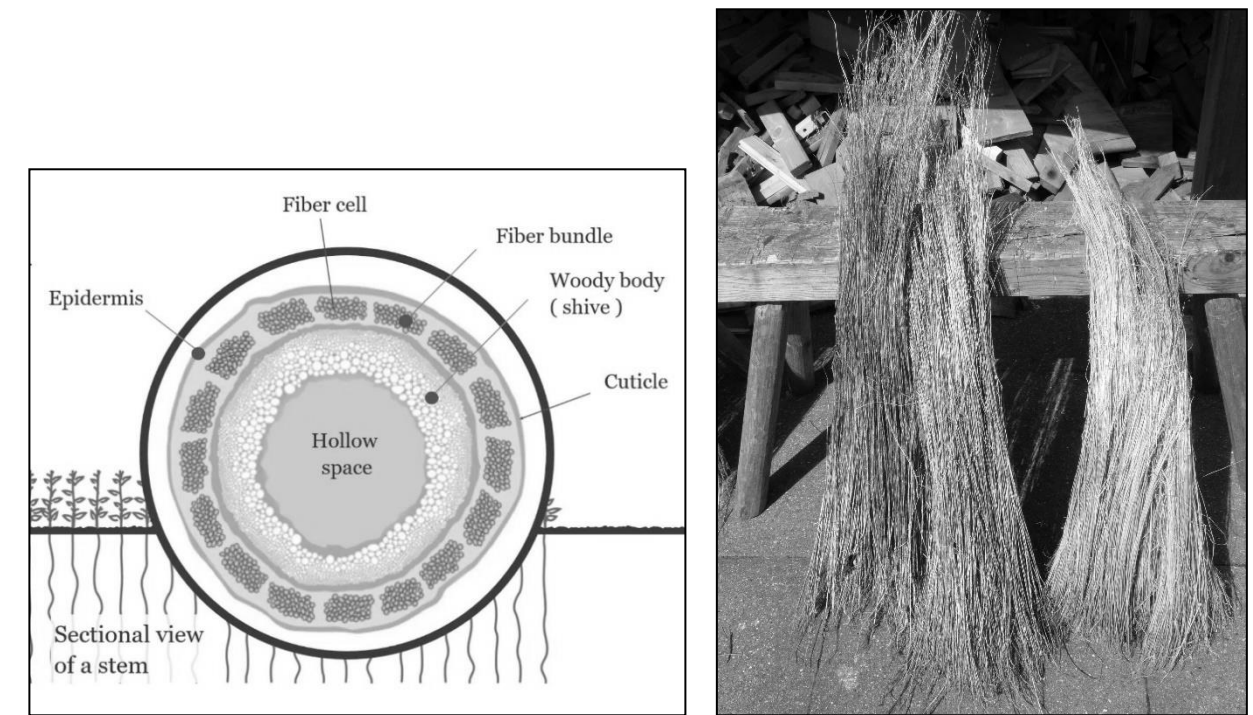 Fiber cell
Fiber bundle
Woody body
( shive )
Epidermis
Cuticle
Hollow
space
Sectional view
of a stem